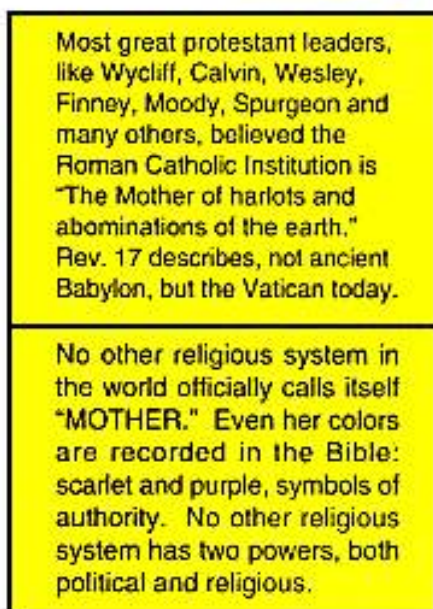 Most great protestant leaders,
like Wycliff, Calvin, Wesley,
Finney, Moody, Spurgeon and
many others, believed the
Roman Catholic Institution is
"The Mother of harlots and
abominations of the earth."
Rev. 17 describes, not ancient
Babylon, but the Vatican today.
No other religious system in
the world officially calls itself
"MOTHER." Even her colors
are recorded in the Bible:
scarlet and purple, symbols of
authority. No other religious
system has two powers, both
political and religious.